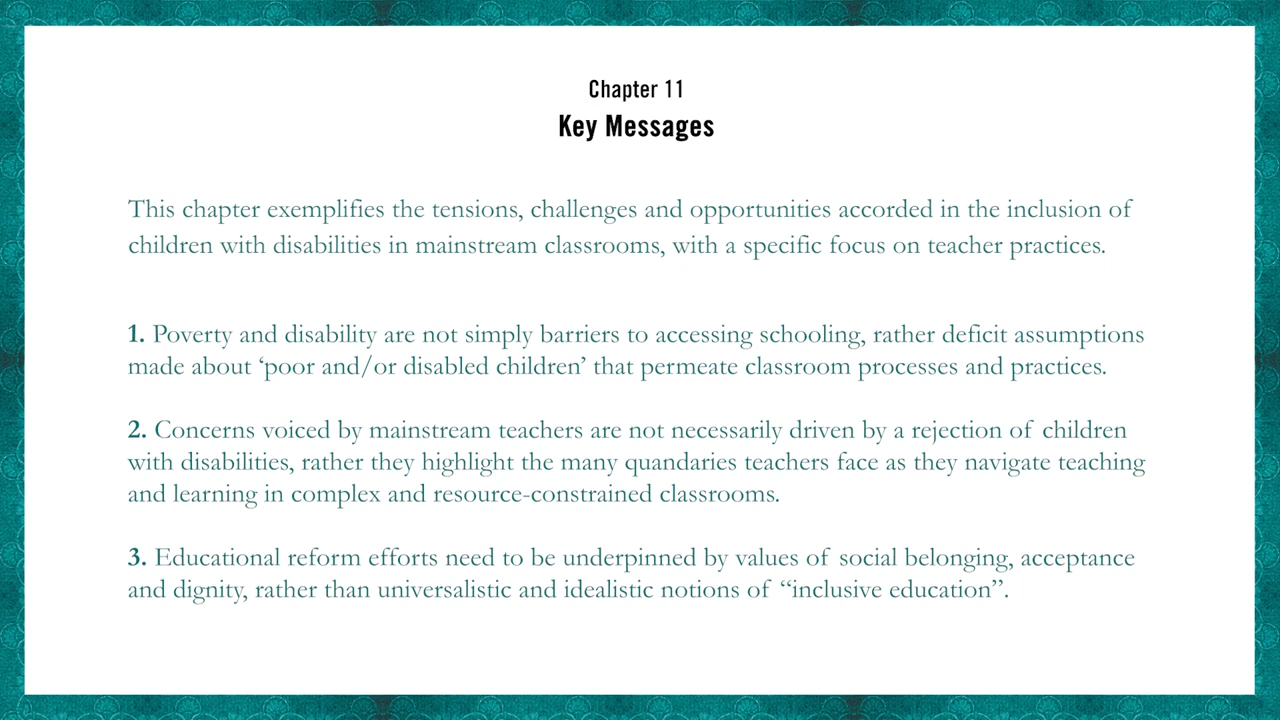 Chapter 11
Key Messages
This chapter exemplifies the tensions, challenges and opportunities accorded in the inclusion of
children with disabilities in mainstream classrooms, with a specific focus on teacher practices.
1. Poverty and disability are not simply barriers to accessing schooling, rather deficit assumptions
made about ‘poor and/or disabled children’ that permeate classroom processes and practices.
2. Concerns voiced by mainstream teachers are not necessarily driven by a rejection of children
with disabilities, rather they highlight the many quandaries teachers face as they navigate teaching
and learning in complex and resource-constrained classrooms.
3. Educational reform efforts need to be underpinned by values of social belonging, acceptance
and dignity, rather than universalistic and idealistic notions of “inclusive education”.